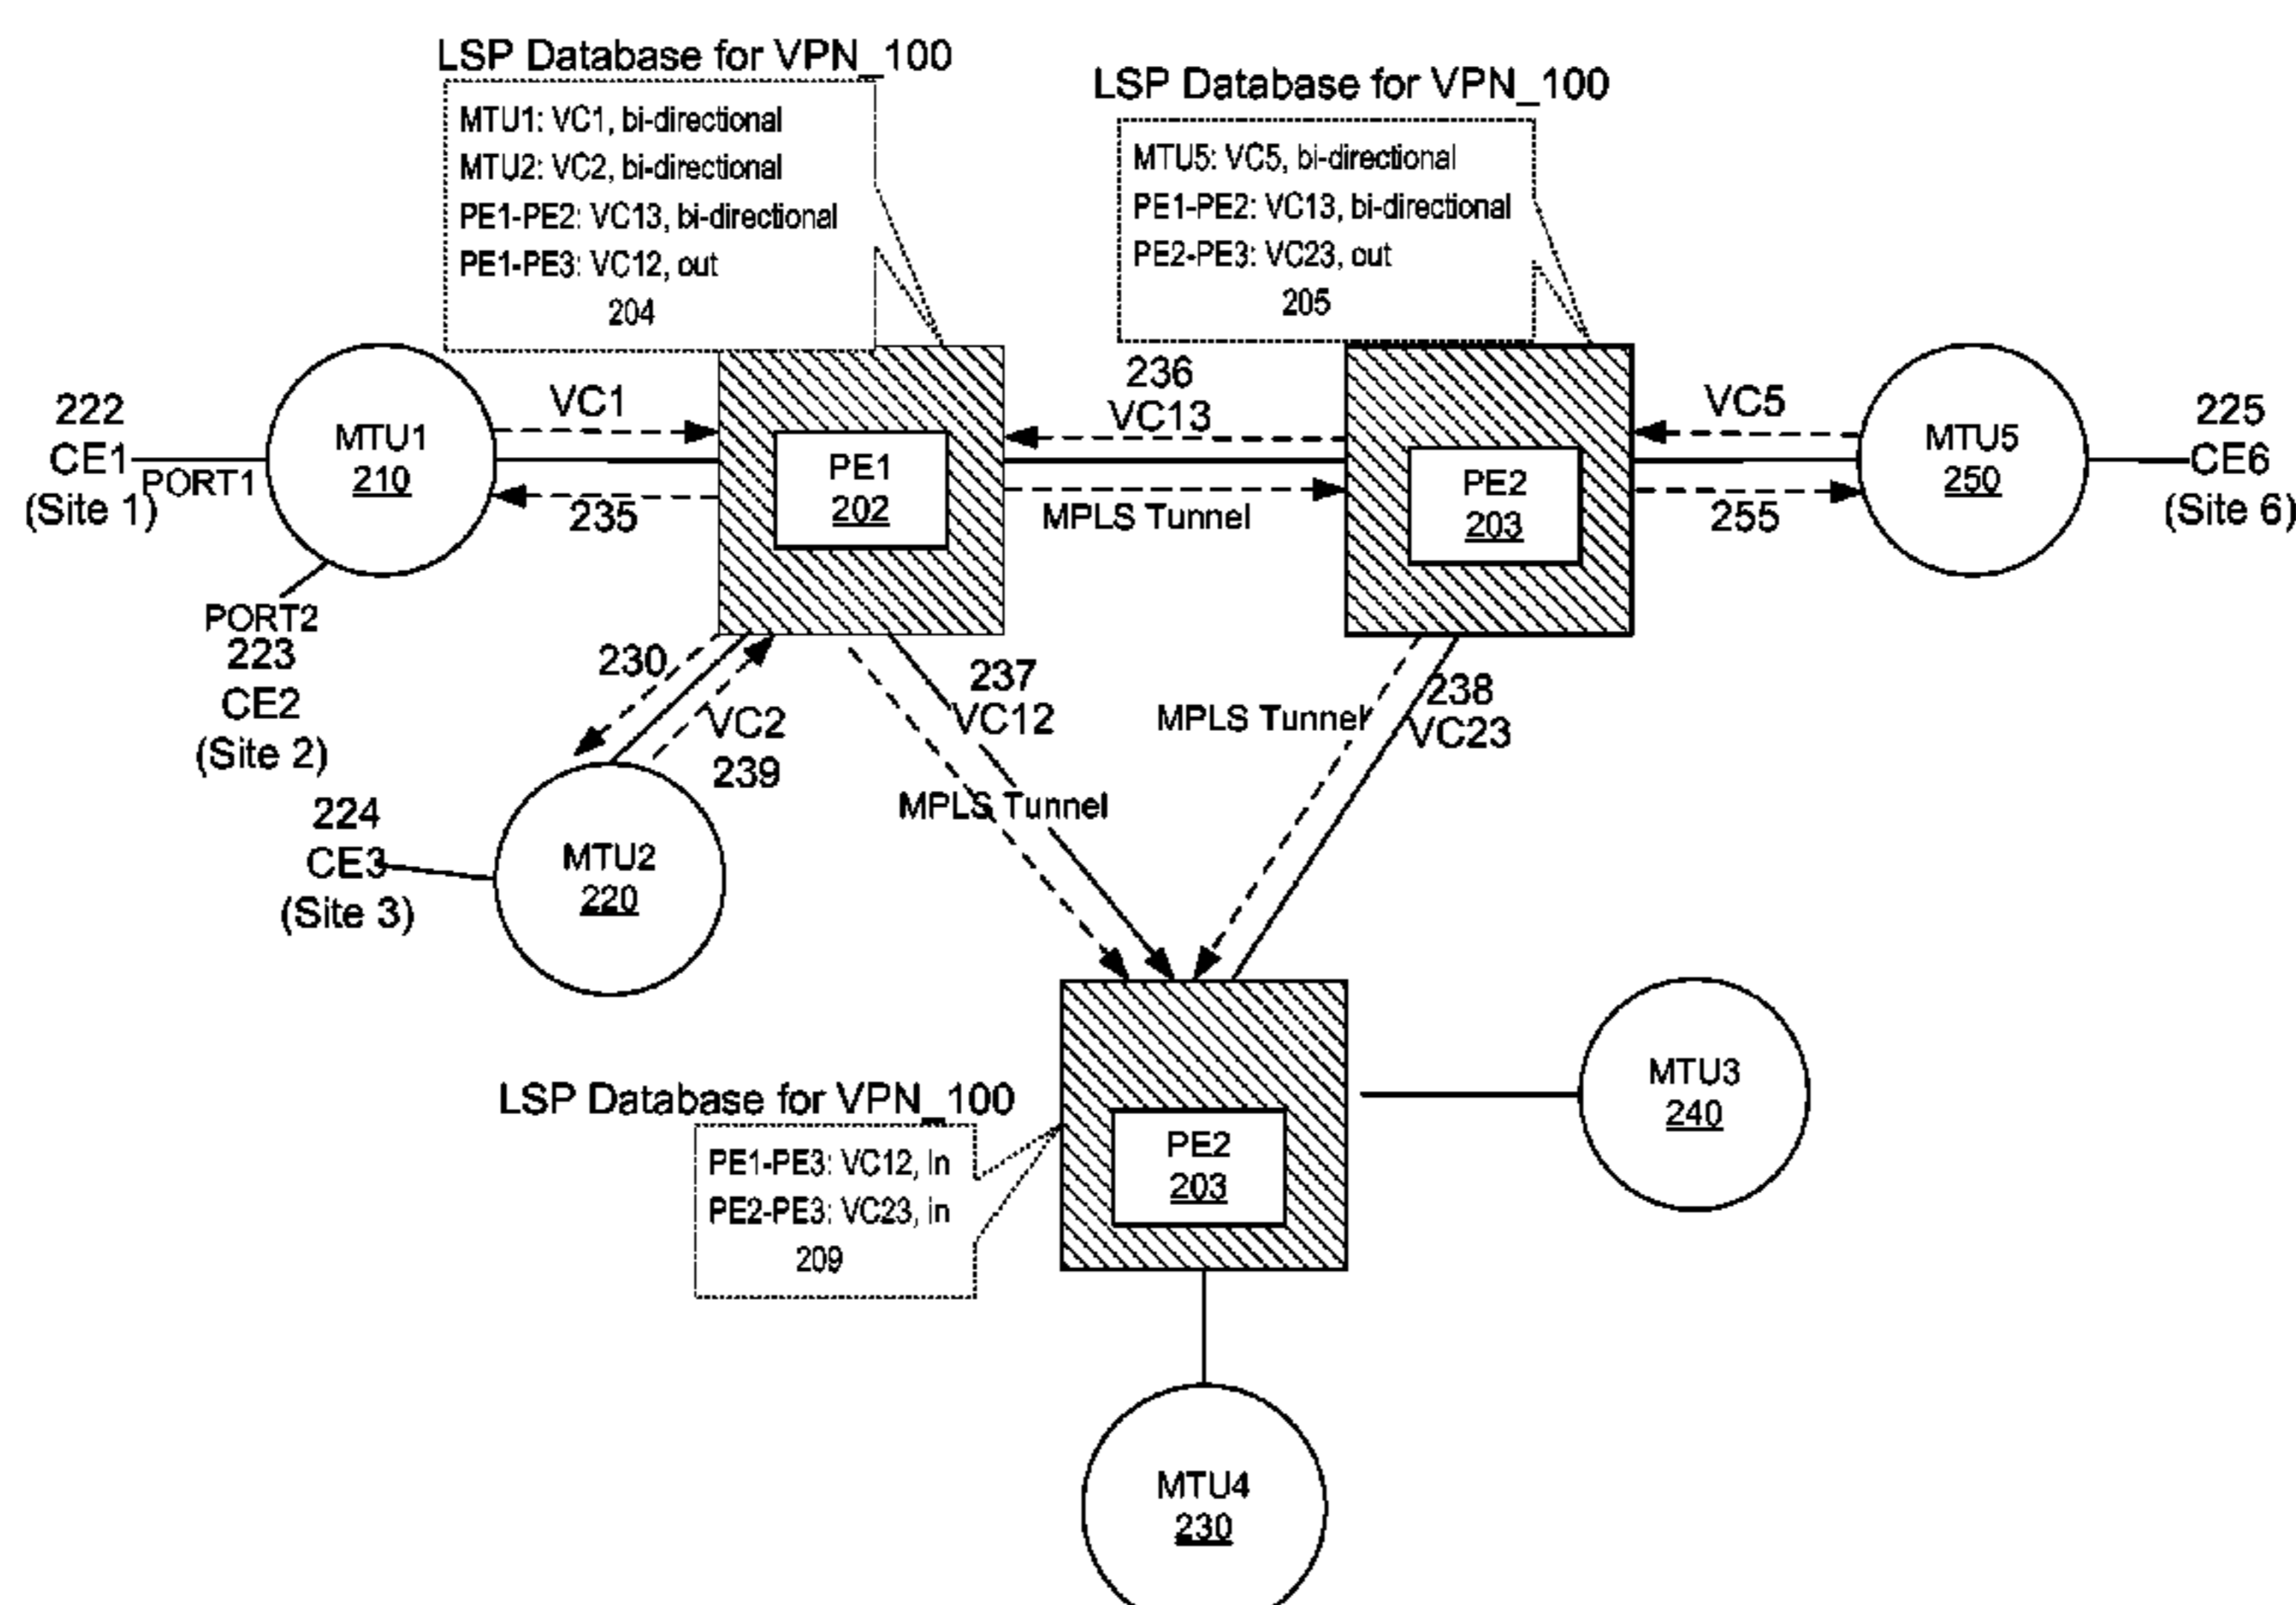 LSP Database for VPN_100
MTU1: VC1, bi-directional
MTU2: VC2, bi-directional
PE1-PE2: VC13, bi-directional
PE1-PE3: VC12, out
204
LSP Database for VPN_100
MTU5: VC5, bi-directional
PE1-PE2: VC13, bi-directional
PE2-PE3: VC23, out
205
222
CE1
(Site 1)
PORT1
MTU1
210
VC1
235
PE1
202
236
VC13
MPLS Tunnel
PE2
203
VC5
255
MTU5
250
225
CE6
(Site 6)
PORT2
223
CE2
(Site 2)
230
VC2
239
237
VC12
MPLS Tunnel
MPLS Tunnel
238
VC23
224
CE3
(Site 3)
MTU2
220
LSP Database for VPN_100
PE1-PE3: VC12, In
PE2-PE3: VC23, in
209
PE2
203
MTU3
240
MTU4
230